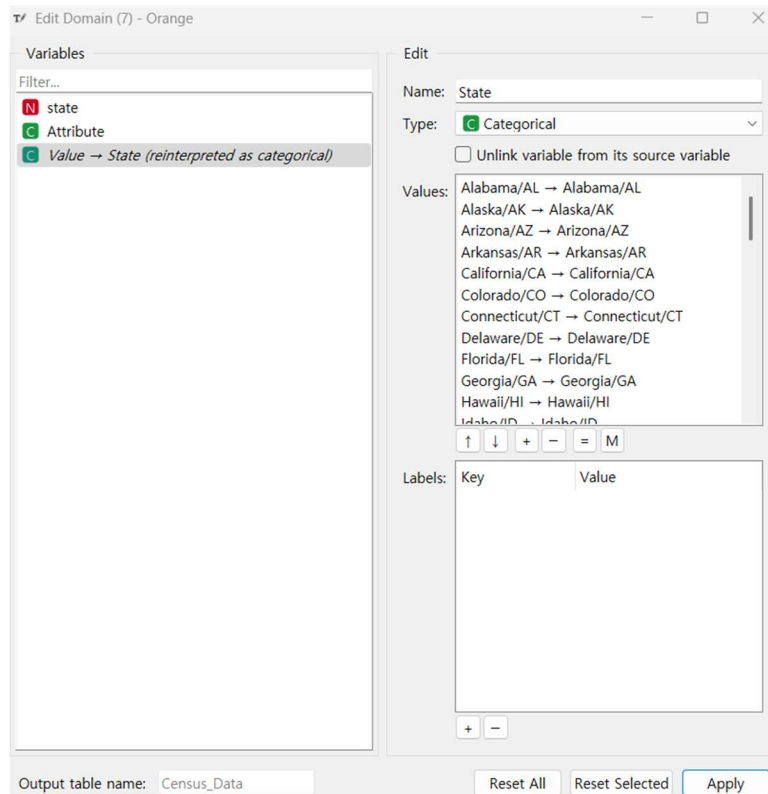 Edit Domain (7) - Orange
Variables
Filter...
N state
C Attribute
C Value → State (reinterpreted as categorical)
Edit
Name: State
Type: C Categorical
Unlink variable from its source variable
Values:
Alabama/AL → Alabama/AL
Alaska/AK → Alaska/AK
Arizona/AZ → Arizona/AZ
Arkansas/AR → Arkansas/AR
California/CA → California/CA
Colorado/CO → Colorado/CO
Connecticut/CT → Connecticut/CT
Delaware/DE → Delaware/DE
Florida/FL → Florida/FL
Georgia/GA → Georgia/GA
Hawaii/HI → Hawaii/HI
Idaho/ID → Idaho/ID
↑ ↓ + − = M
Labels: Key Value
+ −
Output table name: Census_Data
Reset All Reset Selected Apply